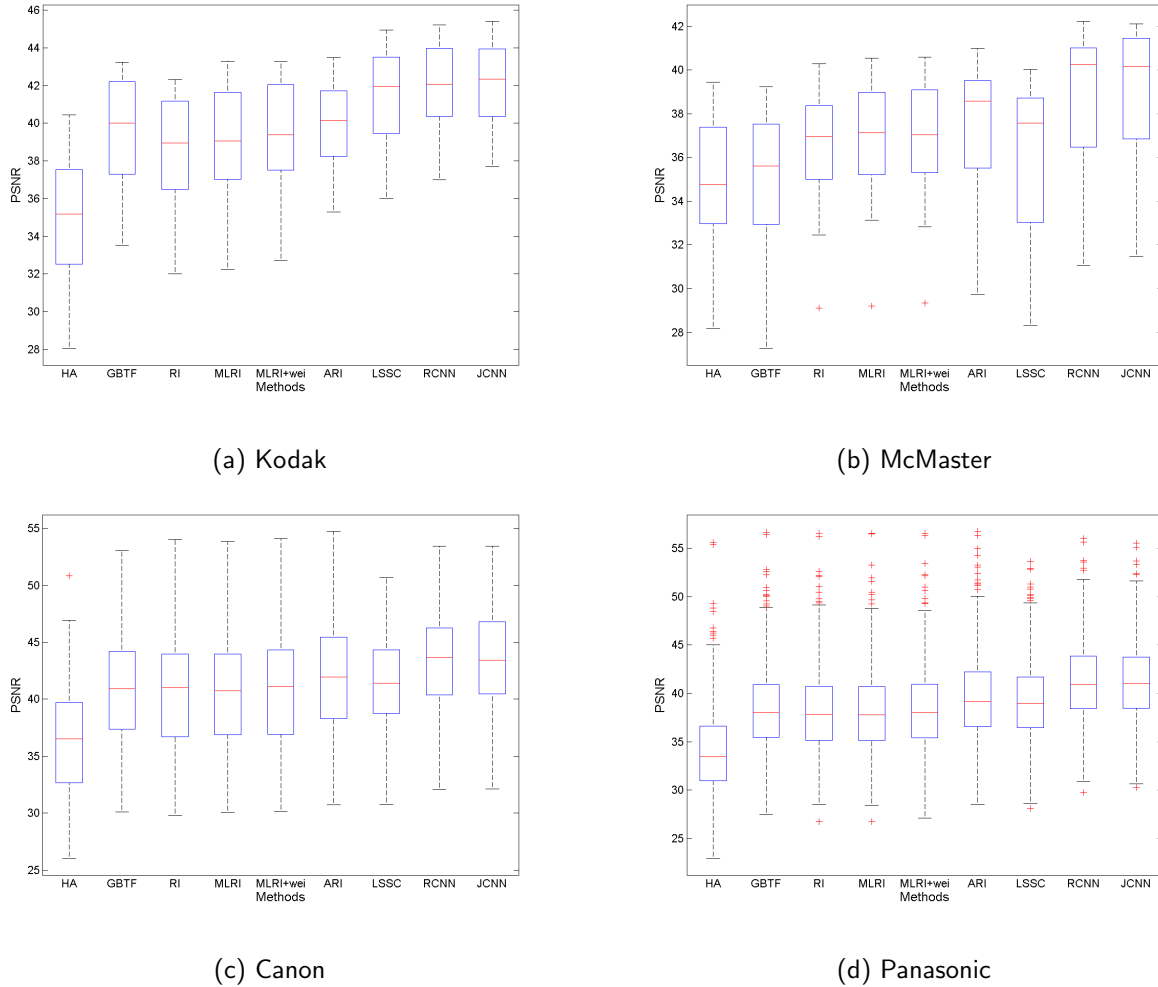 46
44
42
40
38
36
34
32
30
28
PSNR
HA GBTF RI MLRI MLRI+wei ARI LSSC RCNN JCNN
Methods
(a) Kodak
42
40
38
36
34
32
30
28
PSNR
HA GBTF RI MLRI MLRI+wei ARI LSSC RCNN JCNN
Methods
(b) McMaster
55
50
45
40
35
30
25
PSNR
HA GBTF RI MLRI MLRI+wei ARI LSSC RCNN JCNN
Methods
(c) Canon
55
50
45
40
35
30
25
PSNR
HA GBTF RI MLRI MLRI+wei ARI LSSC RCNN JCNN
Methods
(d) Panasonic